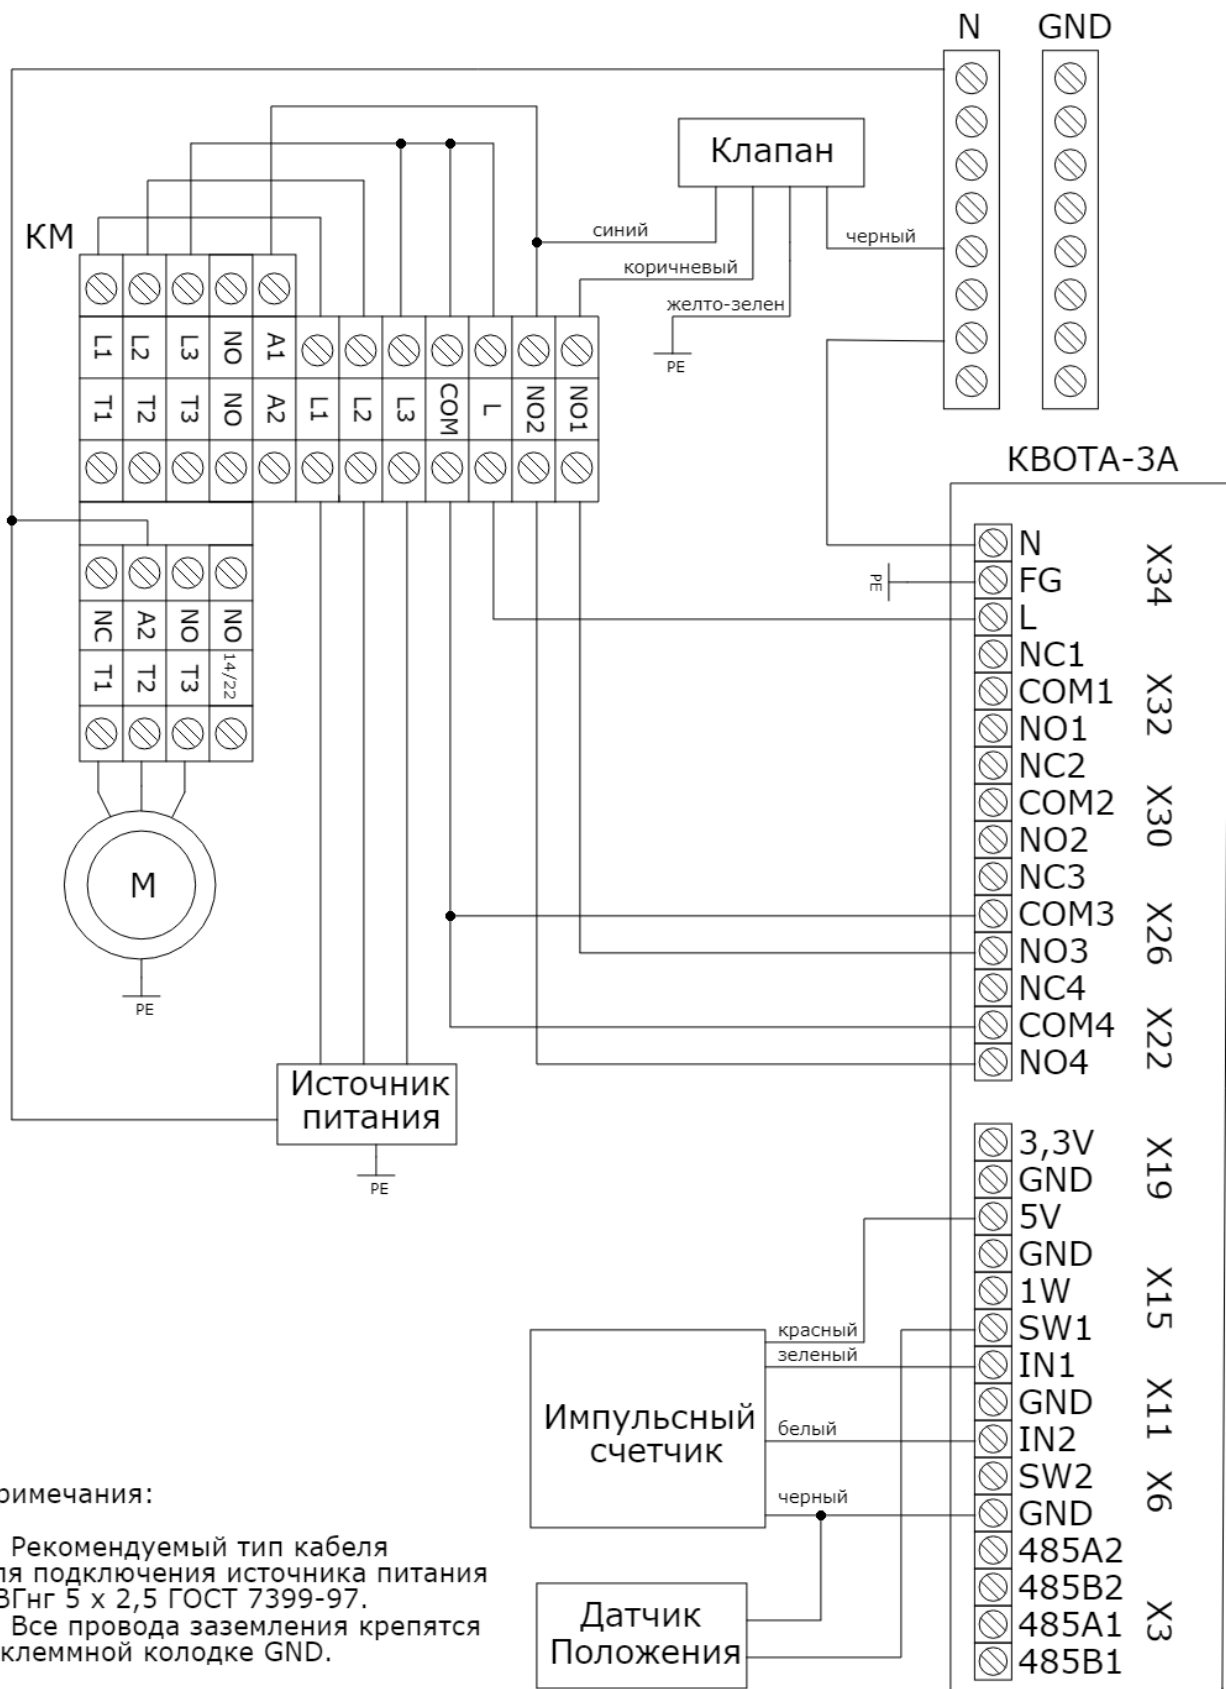 N GND
Клапан
синий
черный
коричневый
желто-зелен
PE
КМ
L1 L2 L3 NO A1
T1 T2 T3 NO A2 L1 L2 L3 COM L NO2 NO1
NC A2 NO NO
T1 T2 T3 14/22
M
PE
Источник
питания
PE
КВОТА-3А
N
FG
PE
L
X34
NC1
COM1
NO1
X32
NC2
COM2
NO2
X30
NC3
COM3
NO3
X26
NC4
COM4
NO4
X22
3,3V
GND
5V
X19
GND
1W
SW1
X15
IN1
GND
IN2
X11
SW2
GND
X6
485A2
485B2
485A1
485B1
X3
Импульсный
счетчик
красный
зеленый
белый
черный
Датчик
Положения
римечания:
Рекомендуемый тип кабеля
ля подключения источника питания
ВГнг 5 х 2,5 ГОСТ 7399-97.
Все провода заземления крепятся
клеммной колодке GND.